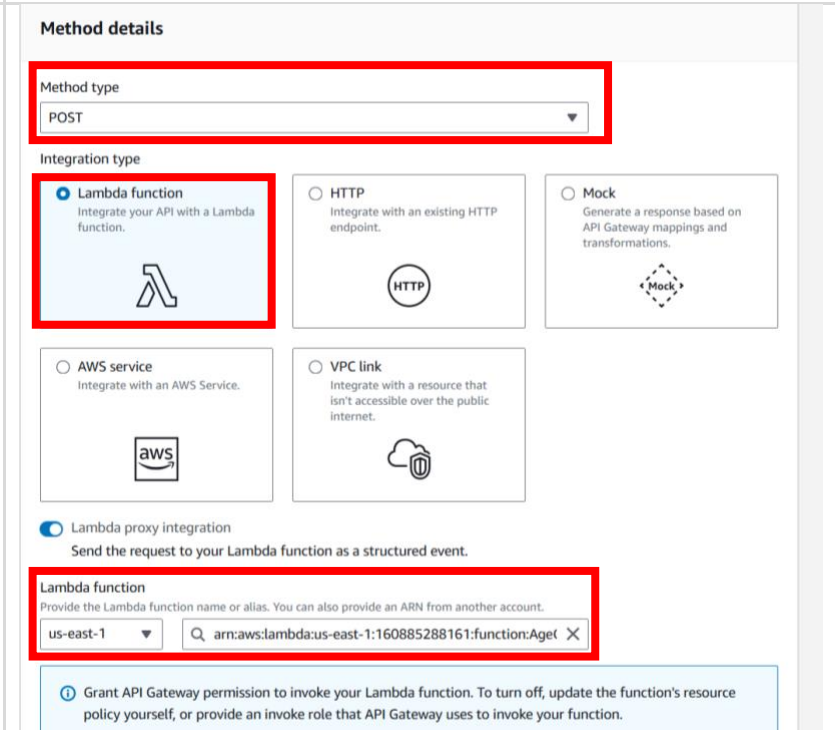 Method details
Method type
POST
Integration type
Lambda function
Integrate your API with a Lambda
function.
HTTP
Integrate with an existing HTTP
endpoint.
HTTP
Mock
Generate a response based on
API Gateway mappings and
transformations.
Mock
AWS service
Integrate with an AWS Service.
aws
VPC link
Integrate with a resource that
isn't accessible over the public
internet.
Lambda proxy integration
Send the request to your Lambda function as a structured event.
Lambda function
Provide the Lambda function name or alias. You can also provide an ARN from another account.
us-east-1
arn:aws:lambda:us-east-1:160885288161:function:Age(
Grant API Gateway permission to invoke your Lambda function. To turn off, update the function's resource
policy yourself, or provide an invoke role that API Gateway uses to invoke your function.